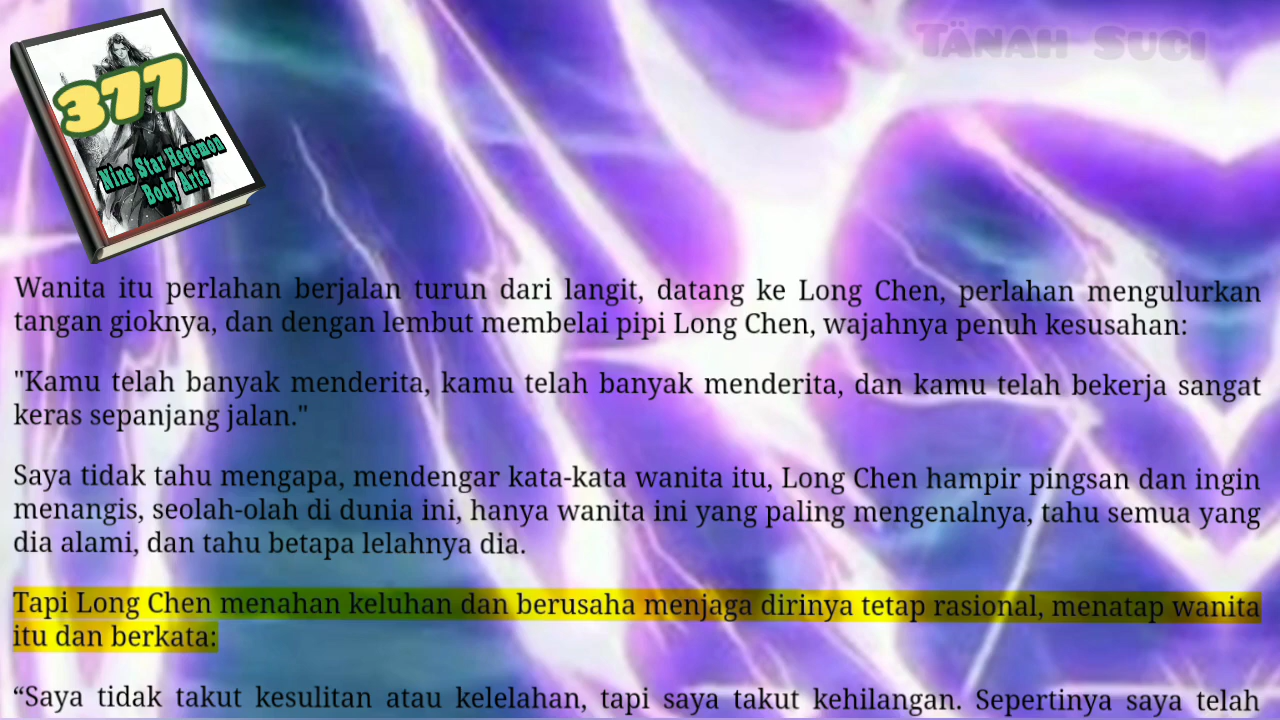 Tänah Suci
377
Nine Star Hegemon
Body Arts
Wanita itu perlahan berjalan turun dari langit, datang ke Long Chen, perlahan mengulurkan
tangan gioknya, dan dengan lembut membelai pipi Long Chen, wajahnya penuh kesusahan:
"Kamu telah banyak menderita, kamu telah banyak menderita, dan kamu telah bekerja sangat
keras sepanjang jalan."
Saya tidak tahu mengapa, mendengar kata-kata wanita itu, Long Chen hampir pingsan dan ingin
menangis, seolah-olah di dunia ini, hanya wanita ini yang paling mengenalnya, tahu semua yang
dia alami, dan tahu betapa lelahnya dia.
Tapi Long Chen menahan keluhan dan berusaha menjaga dirinya tetap rasional, menatap wanita
itu dan berkata:
“Saya tidak takut kesulitan atau kelelahan, tapi saya takut kehilangan. Sepertinya saya telah